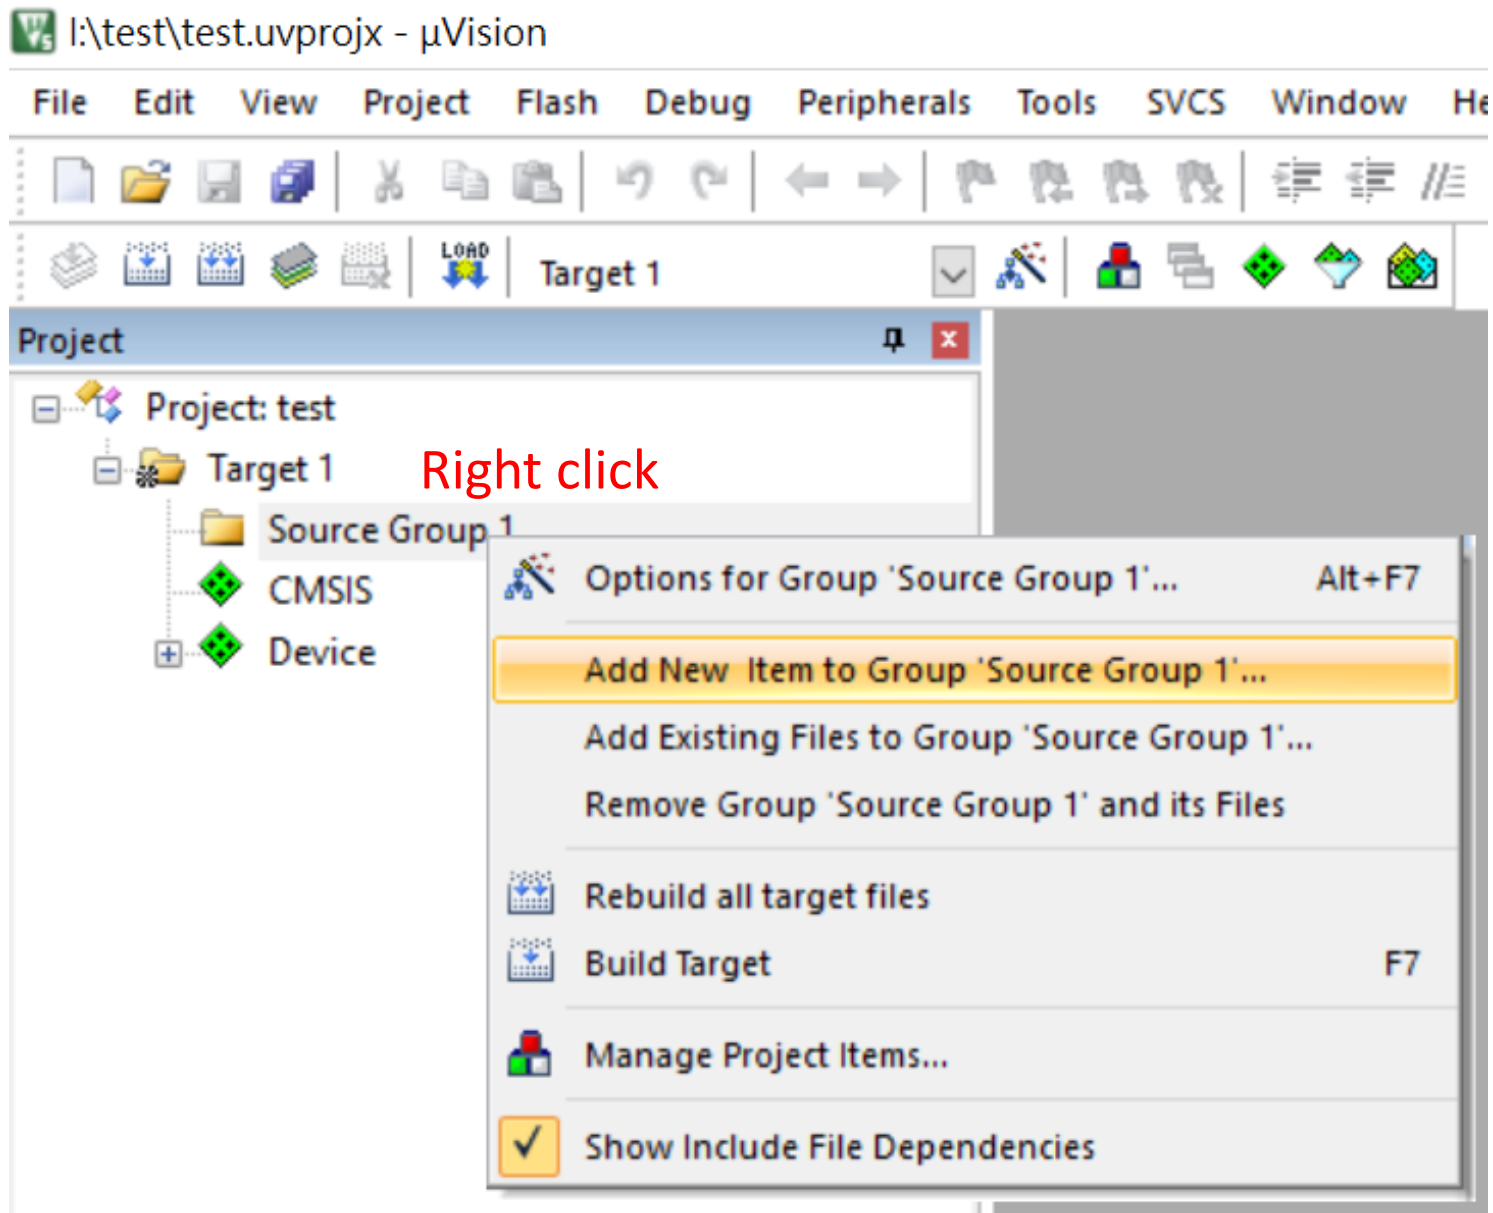 I:\test\test.uvprojx - µVision
File Edit View Project Flash Debug Peripherals Tools SVCS Window He
LOAD Target 1
Project
Project: test
Target 1 Right click
Source Group 1
CMSIS
Device
Options for Group 'Source Group 1'... Alt+F7
Add New  Item to Group 'Source Group 1'...
Add Existing Files to Group 'Source Group 1'...
Remove Group 'Source Group 1' and its Files
Rebuild all target files
Build Target F7
Manage Project Items...
Show Include File Dependencies